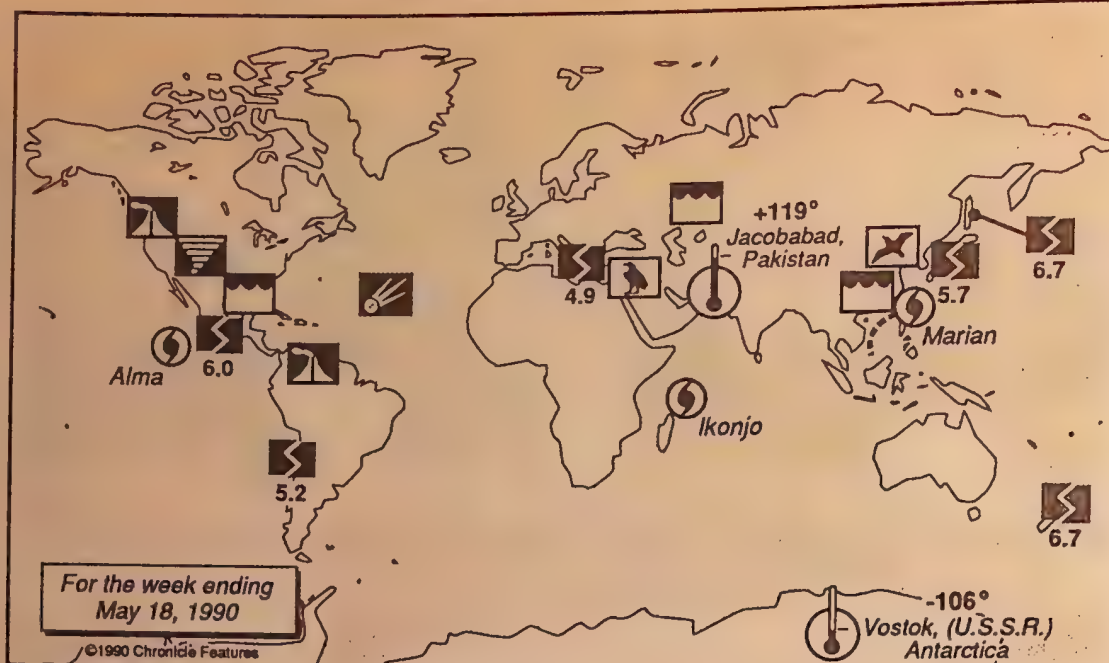 +119°
Jacobabad,
Pakistan
6.7
4.9
5.7
Marian
Alma
6.0
Ikonjo
5.2
6.7
For the week ending
May 18, 1990
-106°
Vostok, (U.S.S.R.)
Antarctica
©1990 Chronicle Features